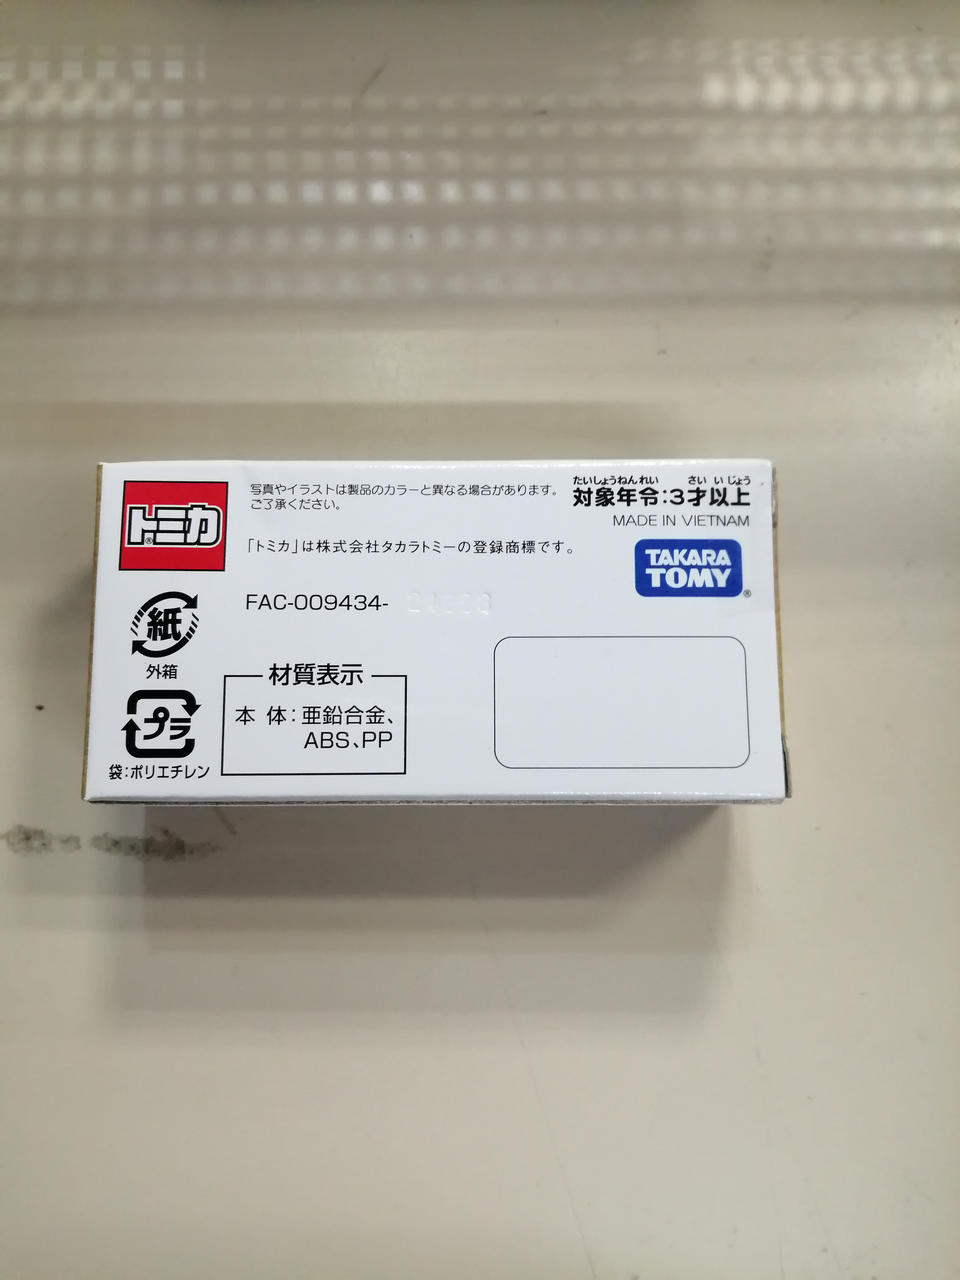 トミカ®
写真やイラストは製品のカラーと異なる場合があります。
ご了承ください。
たいしょうねんれい さい いじょう
対象年令:3才以上
MADE IN VIETNAM
「トミカ」は株式会社タカラトミーの登録商標です。
TAKARA
TOMY®
FAC-009434-
紙
外箱
プラ
袋:ポリエチレン
材質表示
本 体:亜鉛合金、
ABS、PP